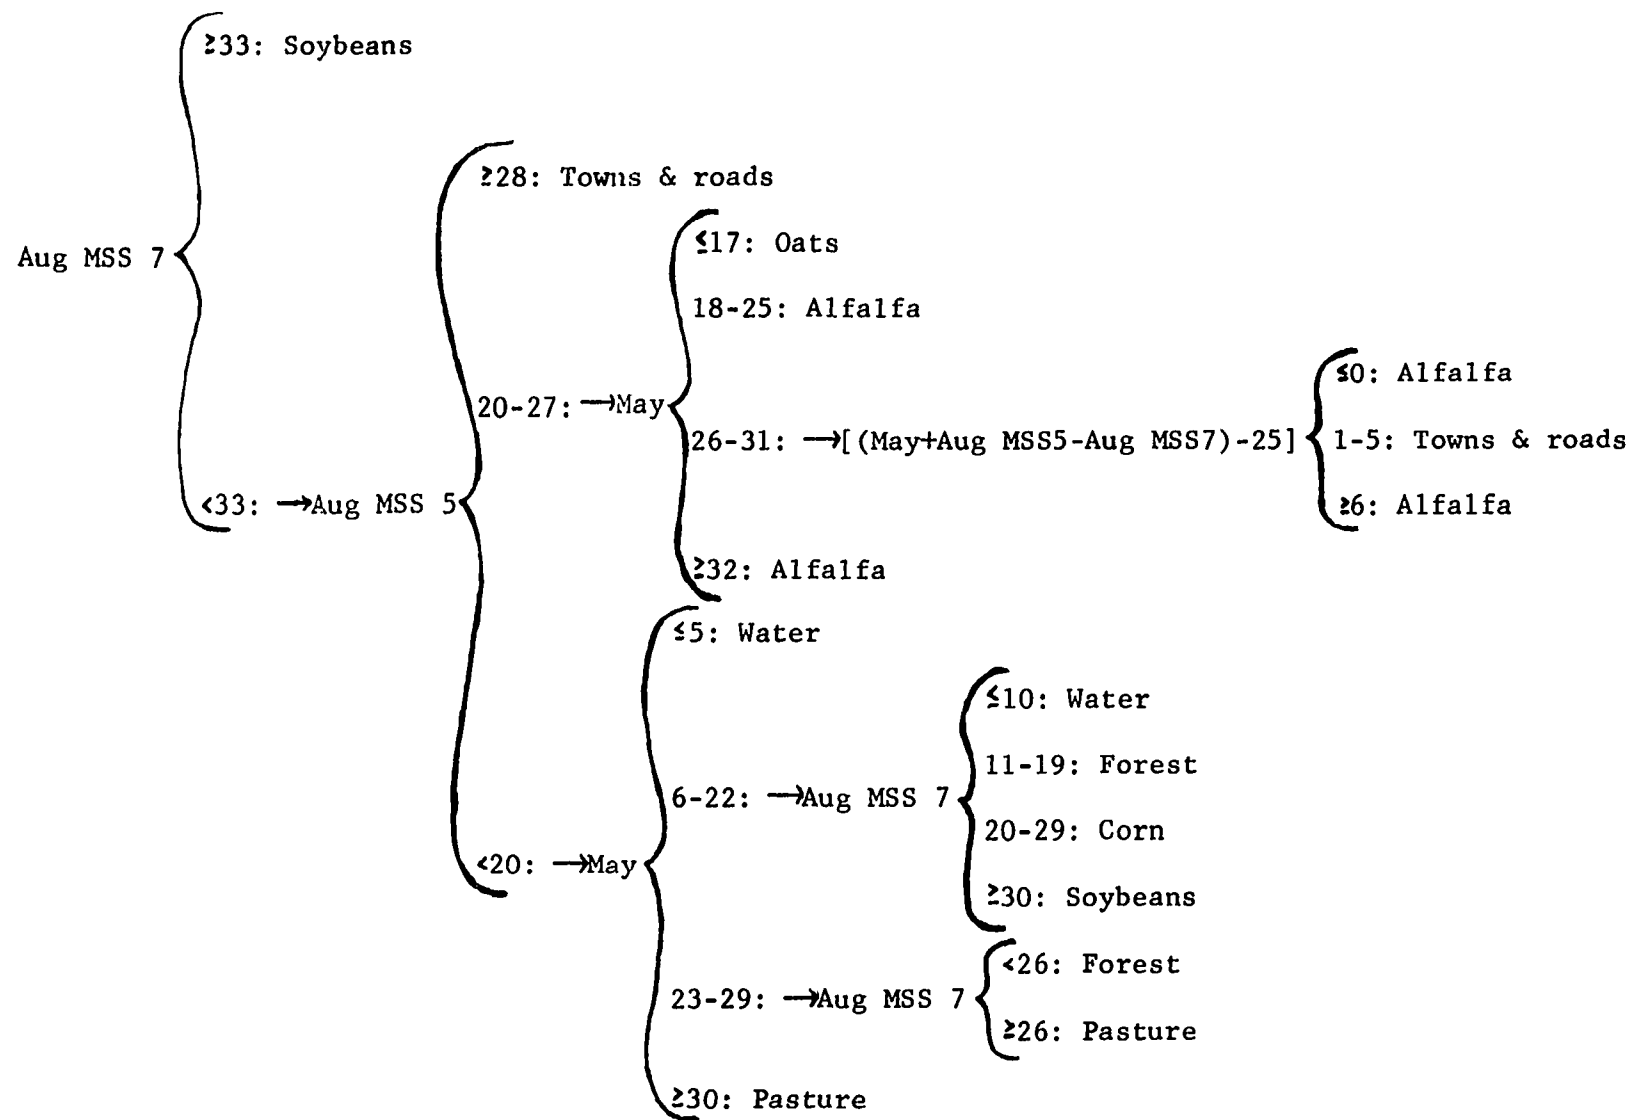 ≥33: Soybeans
≥28: Towns & roads
≤17: Oats
Aug MSS 7
18-25: Alfalfa
≤0: Alfalfa
20-27: →May
26-31: →[(May+Aug MSS5-Aug MSS7)-25]
1-5: Towns & roads
<33: →Aug MSS 5
≥6: Alfalfa
≥32: Alfalfa
≤5: Water
≤10: Water
11-19: Forest
6-22: →Aug MSS 7
20-29: Corn
<20: →May
≥30: Soybeans
<26: Forest
23-29: →Aug MSS 7
≥26: Pasture
≥30: Pasture